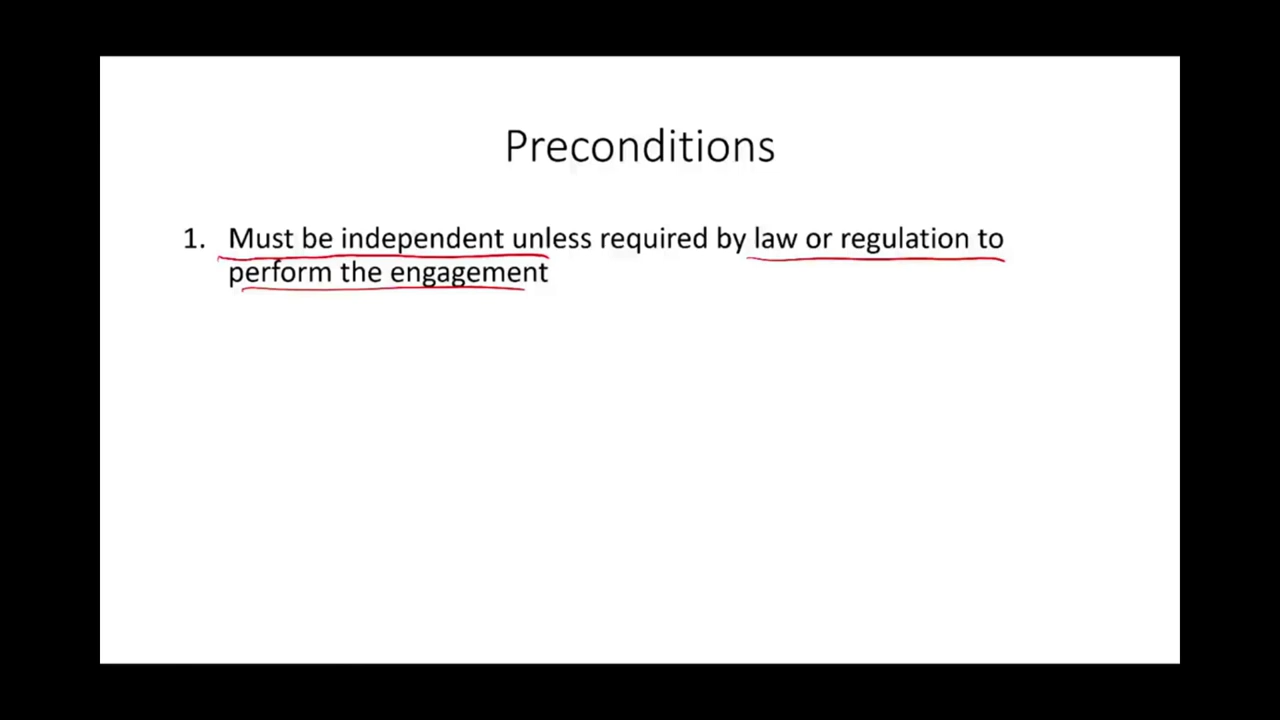 Preconditions
1. Must be independent unless required by law or regulation to
perform the engagement